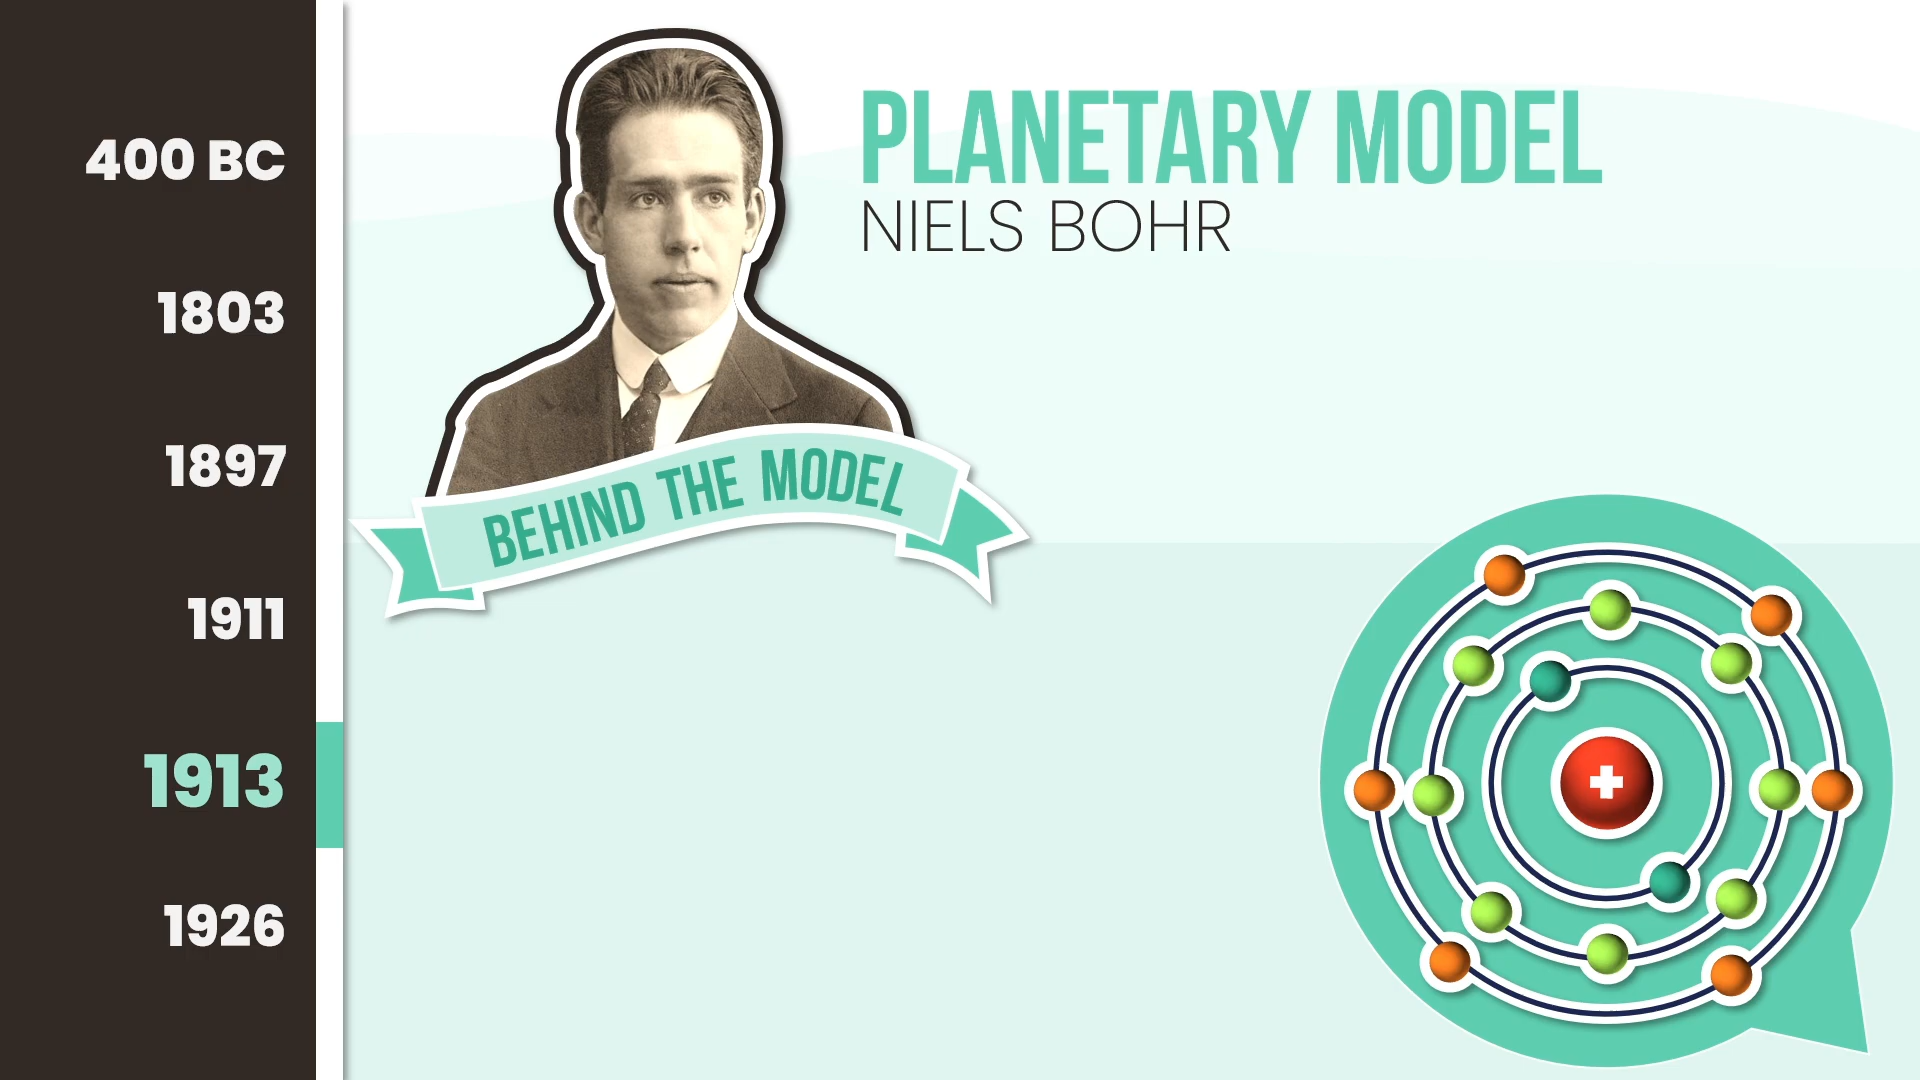 400 BC
1803
1897
1911
1913
1926
PLANETARY MODEL
NIELS BOHR
BEHIND THE MODEL